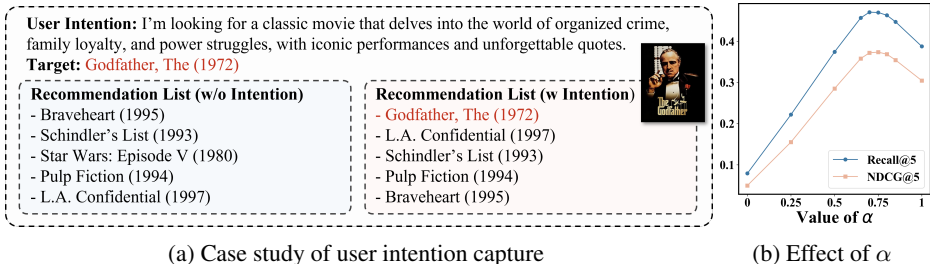 User Intention: I'm looking for a classic movie that delves into the world of organized crime,
family loyalty, and power struggles, with iconic performances and unforgettable quotes.
Target: Godfather, The (1972)
Recommendation List (w/o Intention)
- Braveheart (1995)
- Schindler's List (1993)
- Star Wars: Episode V (1980)
- Pulp Fiction (1994)
- L.A. Confidential (1997)
Recommendation List (w Intention)
- Godfather, The (1972)
- L.A. Confidential (1997)
- Schindler's List (1993)
- Pulp Fiction (1994)
- Braveheart (1995)
The
Godfather
(a) Case study of user intention capture
0.4
0.3
0.2
0.1
Recall@5
NDCG@5
0 0.25 0.5 0.75 1
Value of α
(b) Effect of α